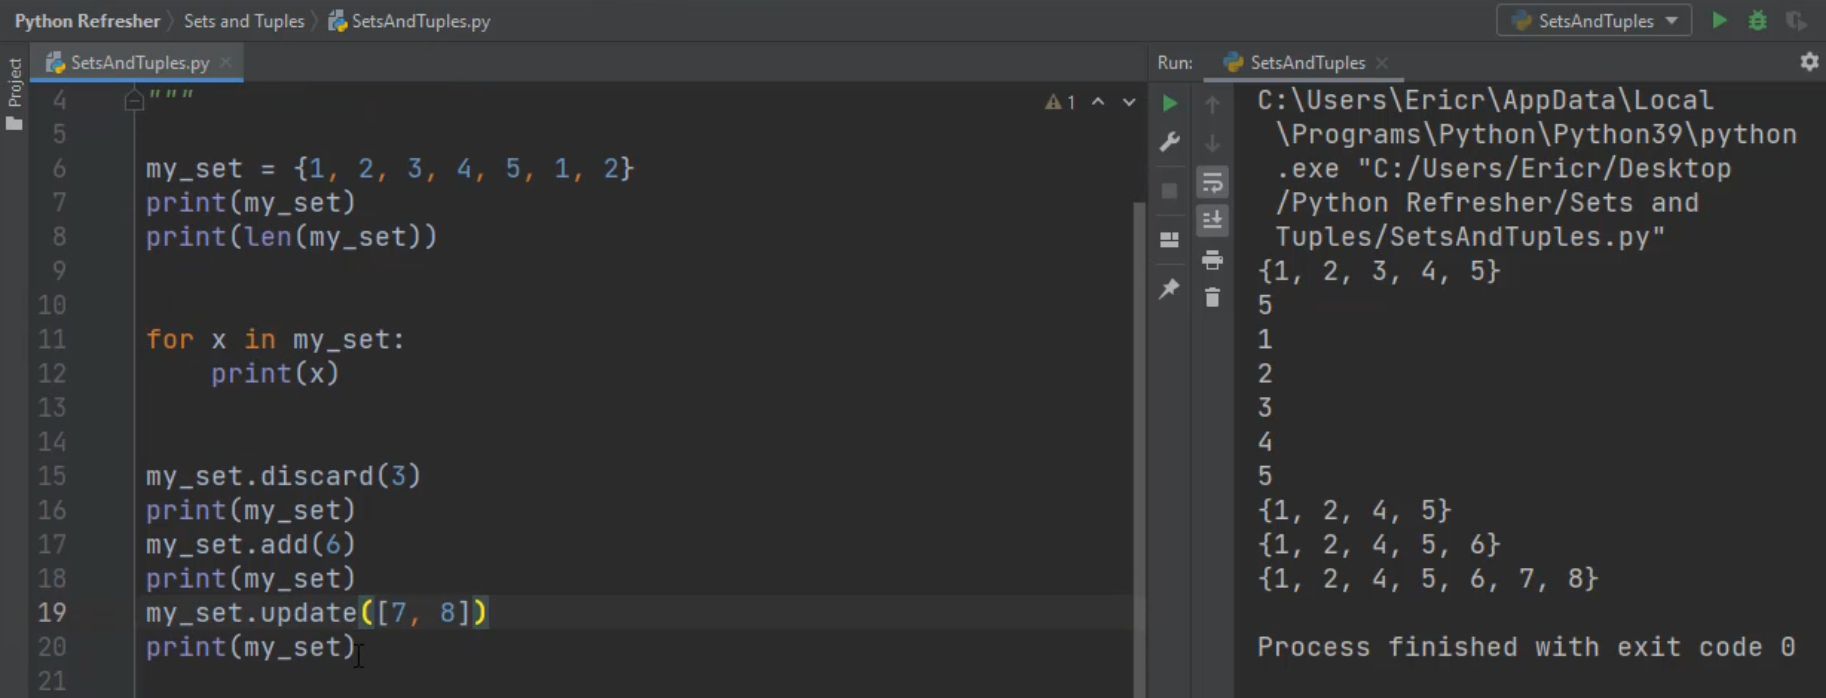 Python Refresher Sets and Tuples SetsAndTuples.py
SetsAndTuples
Project
SetsAndTuples.py
1
4 """
5
6 my_set = {1, 2, 3, 4, 5, 1, 2}
7 print(my_set)
8 print(len(my_set))
9
10
11 for x in my_set:
12     print(x)
13
14
15 my_set.discard(3)
16 print(my_set)
17 my_set.add(6)
18 print(my_set)
19 my_set.update([7, 8])
20 print(my_set)
21
Run: SetsAndTuples
C:\Users\Ericr\AppData\Local
\Programs\Python\Python39\python
.exe "C:/Users/Ericr/Desktop
/Python Refresher/Sets and
Tuples/SetsAndTuples.py"
{1, 2, 3, 4, 5}
5
1
2
3
4
5
{1, 2, 4, 5}
{1, 2, 4, 5, 6}
{1, 2, 4, 5, 6, 7, 8}
Process finished with exit code 0